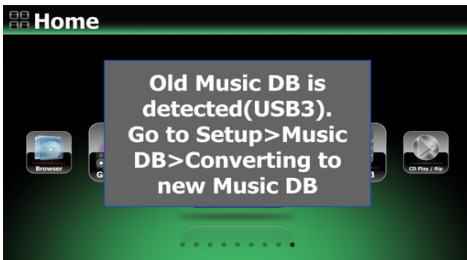 Home
Old Music DB is
detected(USB3).
Go to Setup>Music
DB>Converting to
new Music DB
Browser
CD Play / Rip